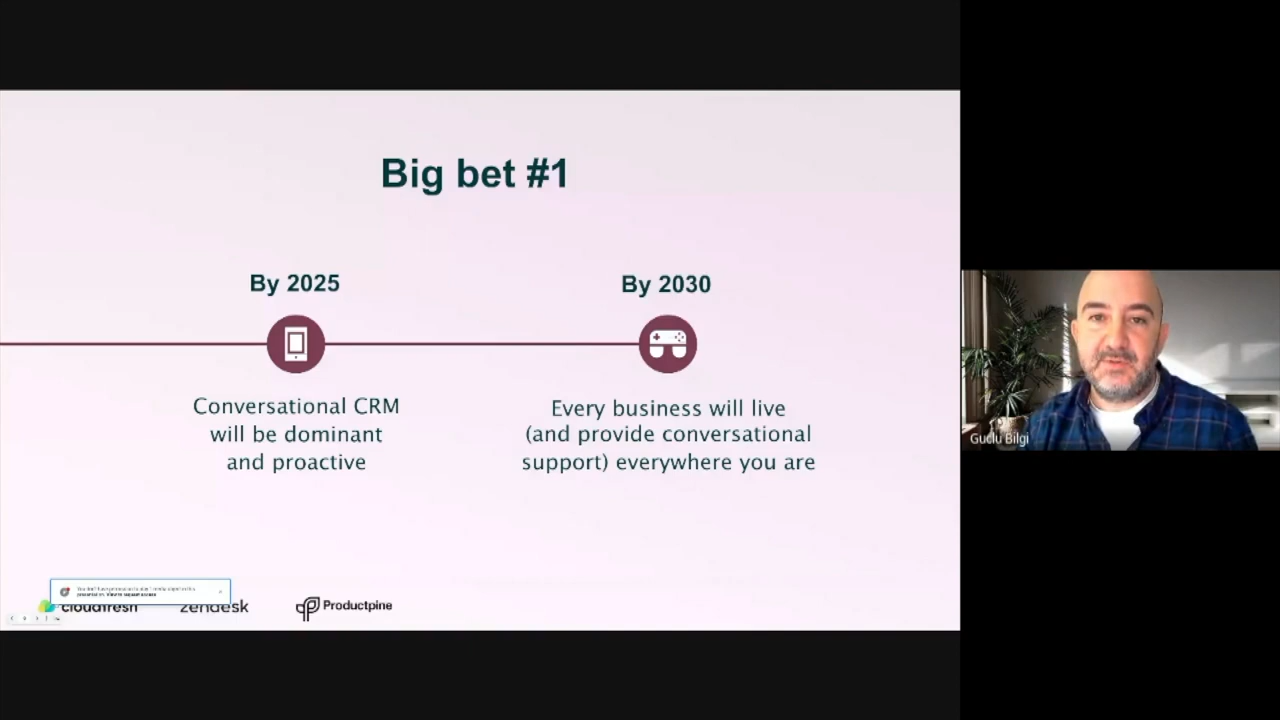 Big bet #1
By 2025
Conversational CRM
will be dominant
and proactive
By 2030
Every business will live
(and provide conversational
support) everywhere you are
Guclu Bilgi
cloudfresh
zendesk
Productpine